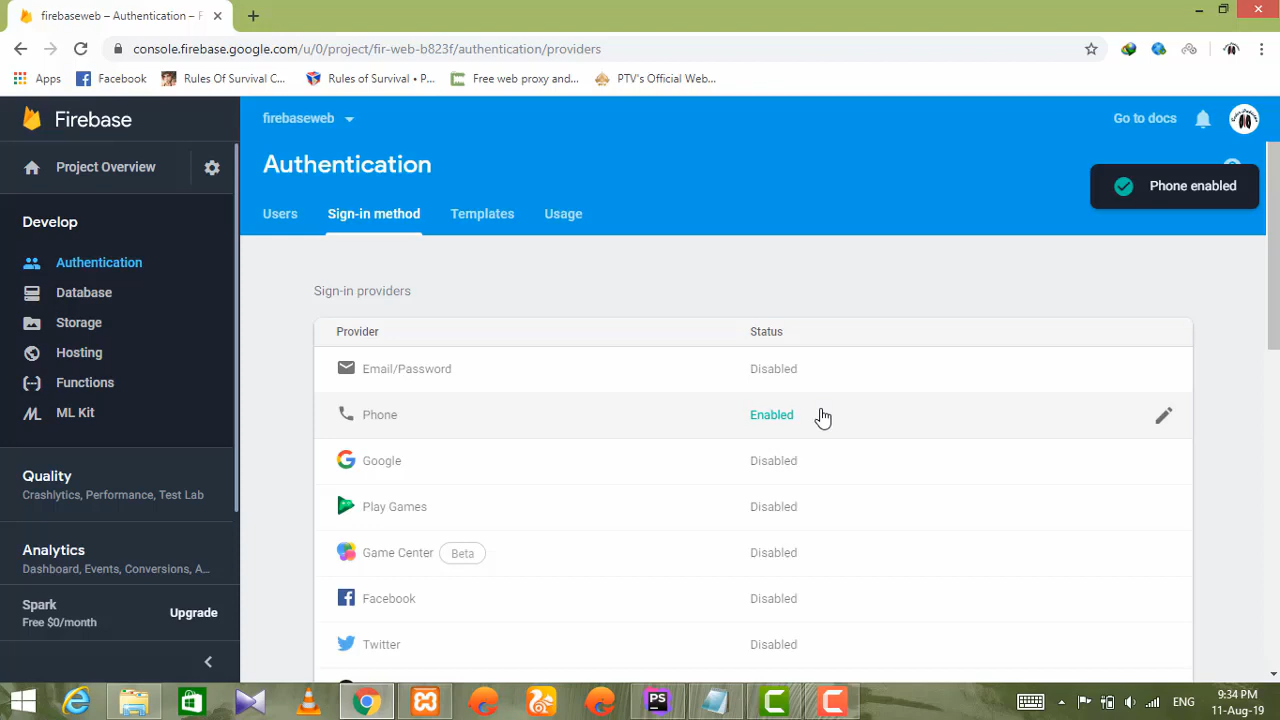 firebaseweb – Authentication – F
console.firebase.google.com/u/0/project/fir-web-b823f/authentication/providers
Apps Facebook Rules Of Survival C... Rules of Survival • P... Free web proxy and... PTV's Official Web...
Firebase
firebaseweb
Go to docs
Project Overview
Authentication
Phone enabled
Users Sign-in method Templates Usage
Develop
Authentication
Database
Storage
Hosting
Functions
ML Kit
Quality
Crashlytics, Performance, Test Lab
Analytics
Dashboard, Events, Conversions, A...
Spark
Free $0/month
Upgrade
Sign-in providers
Provider Status
Email/Password Disabled
Phone Enabled
Google Disabled
Play Games Disabled
Game Center Beta Disabled
Facebook Disabled
Twitter Disabled
PS
ENG
9:34 PM
11-Aug-19